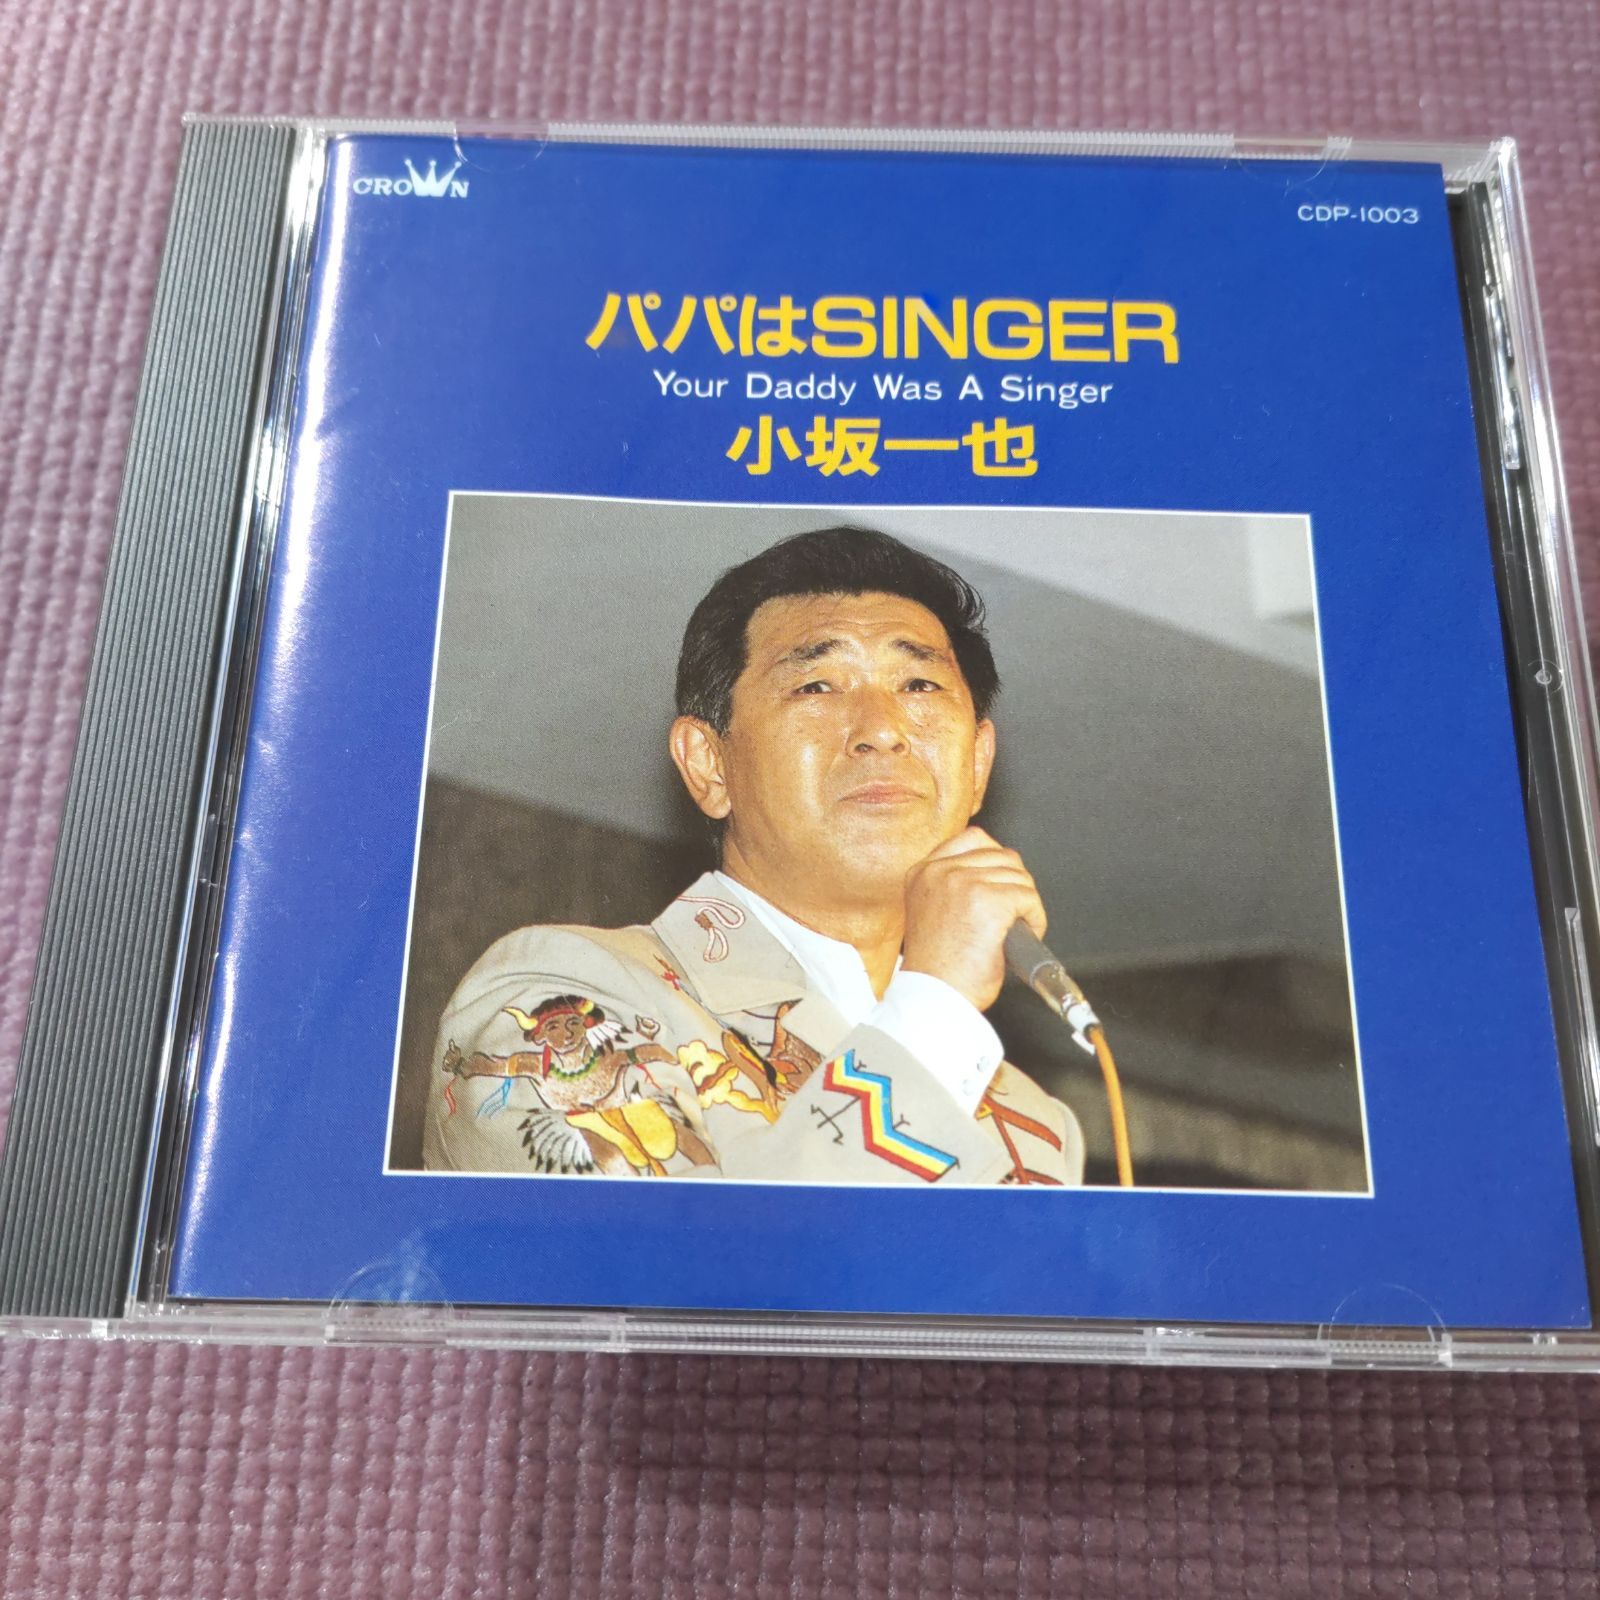 CROWN
CDP-1003
パパはSINGER
Your Daddy Was A Singer
小坂一也